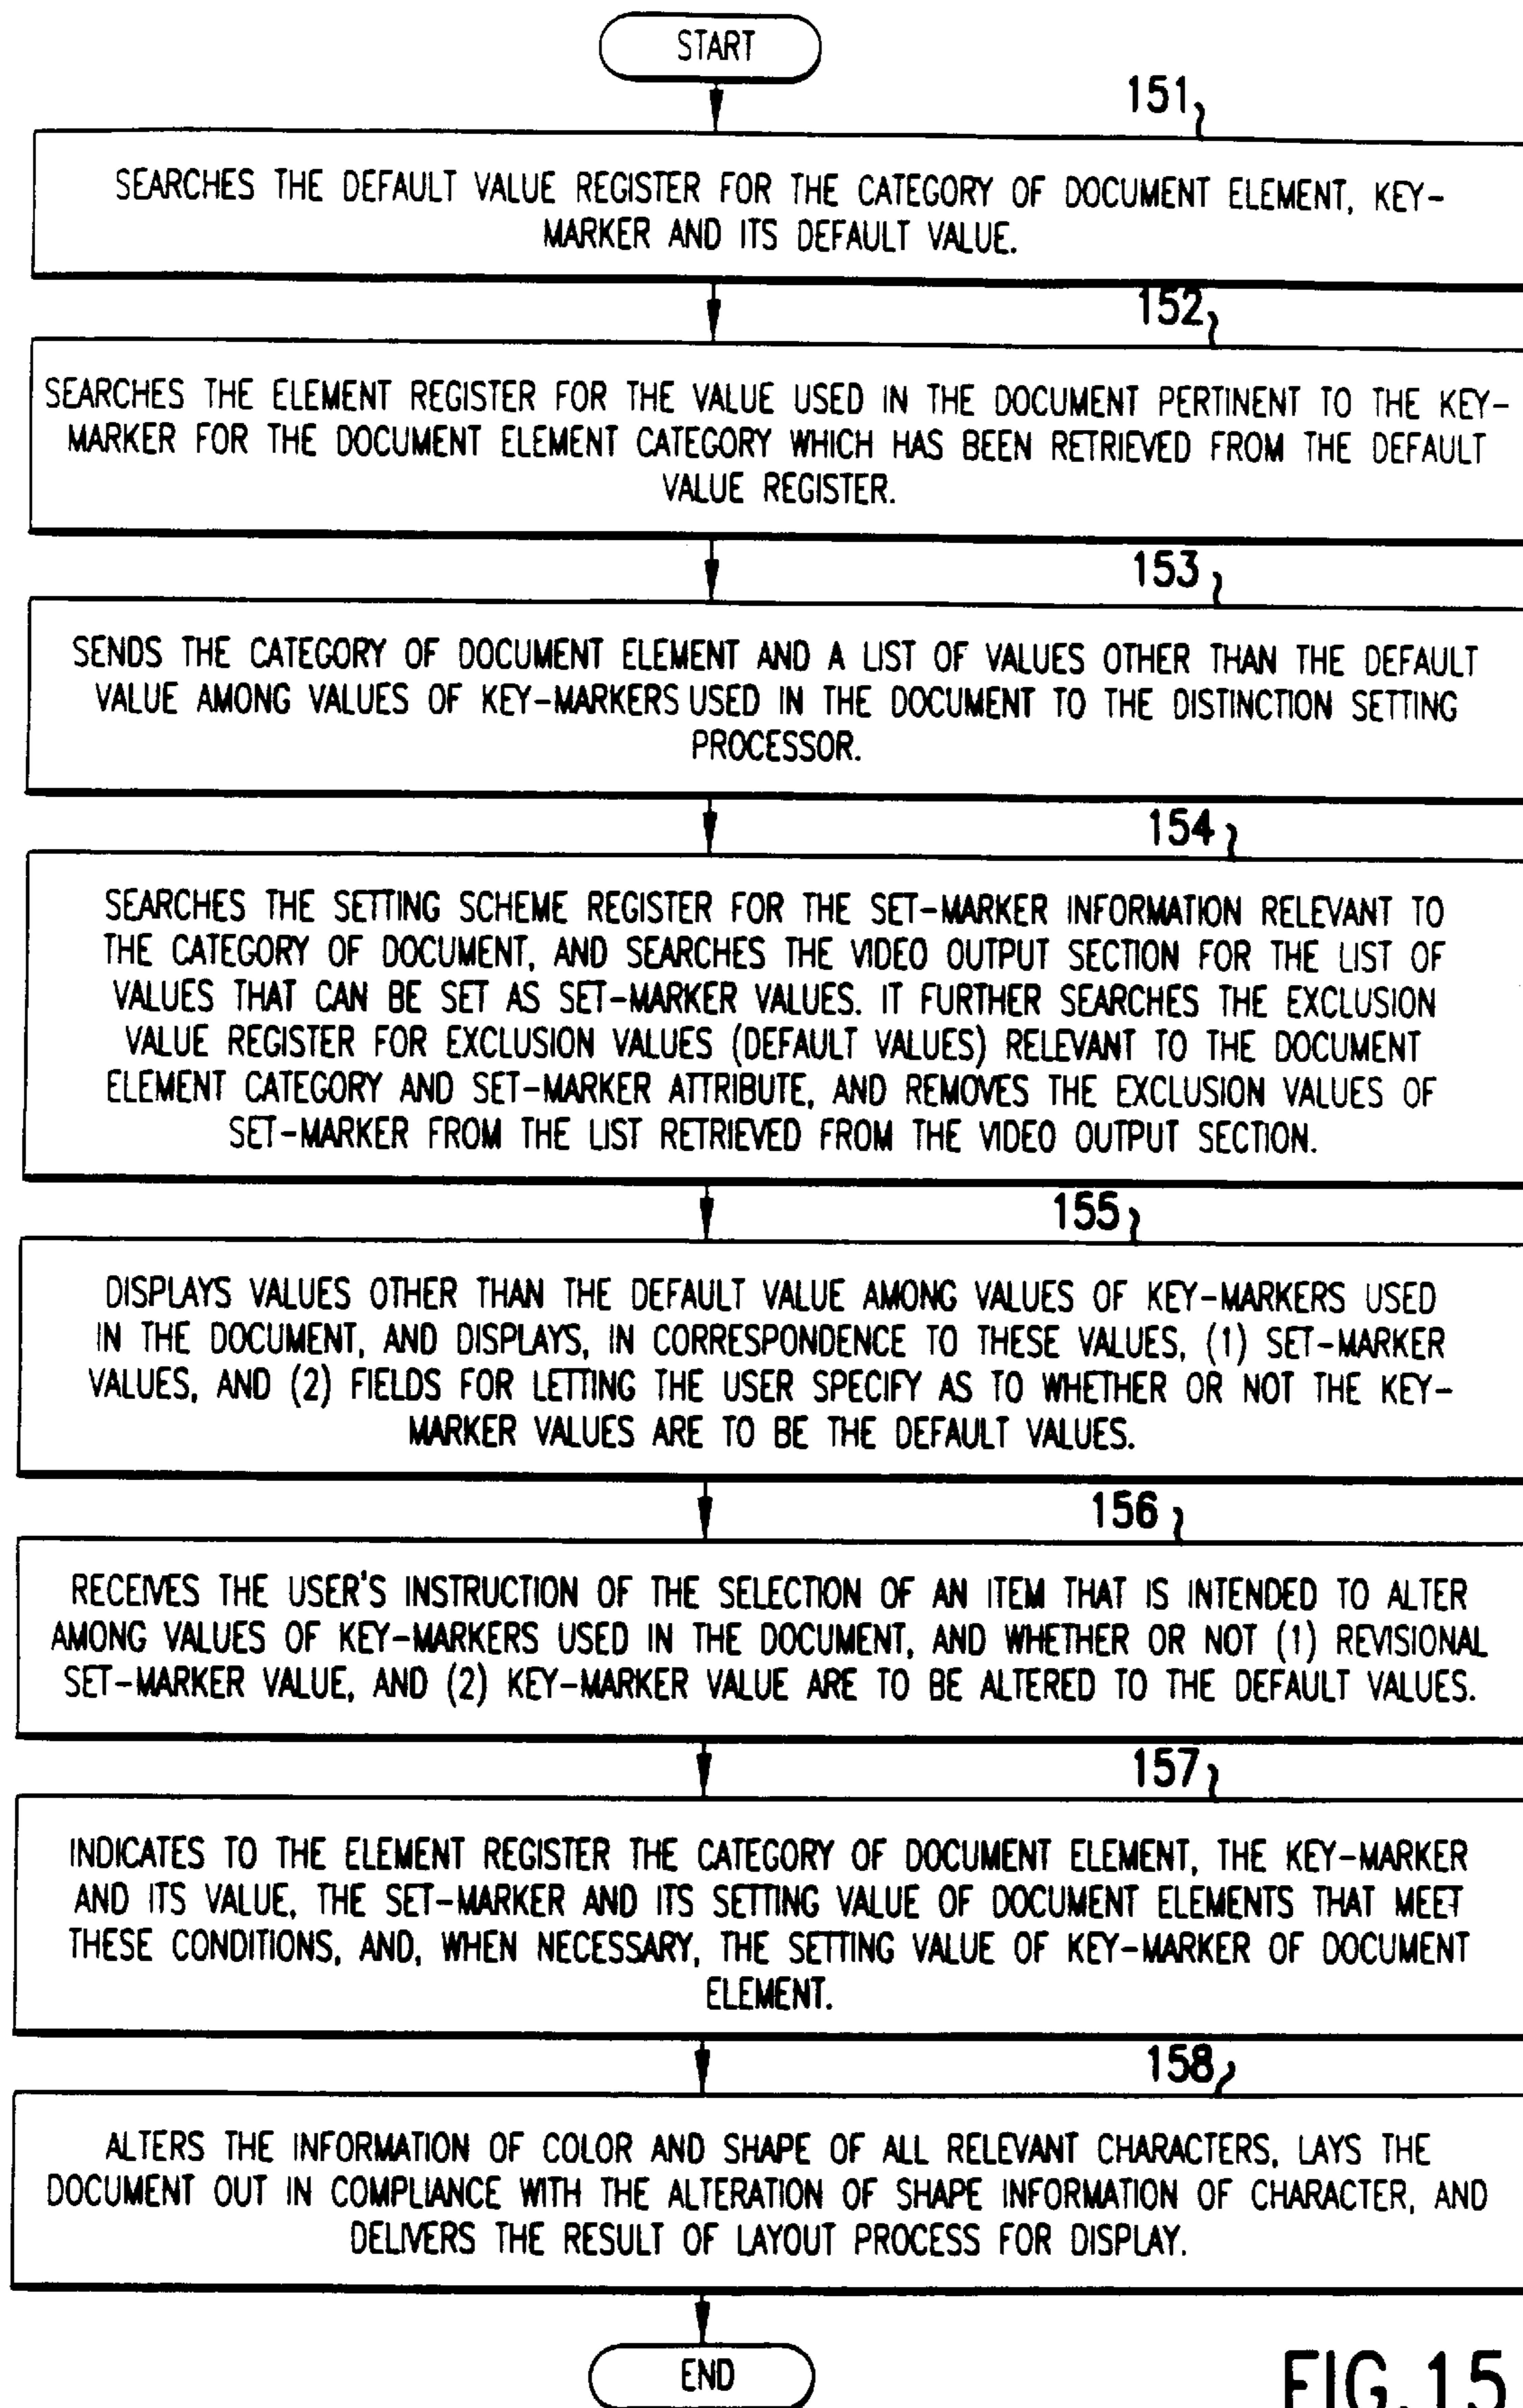 START
151
SEARCHES THE DEFAULT VALUE REGISTER FOR THE CATEGORY OF DOCUMENT ELEMENT, KEY-
MARKER AND ITS DEFAULT VALUE.
152
SEARCHES THE ELEMENT REGISTER FOR THE VALUE USED IN THE DOCUMENT PERTINENT TO THE KEY-
MARKER FOR THE DOCUMENT ELEMENT CATEGORY WHICH HAS BEEN RETRIEVED FROM THE DEFAULT
VALUE REGISTER.
153
SENDS THE CATEGORY OF DOCUMENT ELEMENT AND A LIST OF VALUES OTHER THAN THE DEFAULT
VALUE AMONG VALUES OF KEY-MARKERS USED IN THE DOCUMENT TO THE DISTINCTION SETTING
PROCESSOR.
154
SEARCHES THE SETTING SCHEME REGISTER FOR THE SET-MARKER INFORMATION RELEVANT TO
THE CATEGORY OF DOCUMENT, AND SEARCHES THE VIDEO OUTPUT SECTION FOR THE LIST OF
VALUES THAT CAN BE SET AS SET-MARKER VALUES. IT FURTHER SEARCHES THE EXCLUSION
VALUE REGISTER FOR EXCLUSION VALUES (DEFAULT VALUES) RELEVANT TO THE DOCUMENT
ELEMENT CATEGORY AND SET-MARKER ATTRIBUTE, AND REMOVES THE EXCLUSION VALUES OF
SET-MARKER FROM THE LIST RETRIEVED FROM THE VIDEO OUTPUT SECTION.
155
DISPLAYS VALUES OTHER THAN THE DEFAULT VALUE AMONG VALUES OF KEY-MARKERS USED
IN THE DOCUMENT, AND DISPLAYS, IN CORRESPONDENCE TO THESE VALUES, (1) SET-MARKER
VALUES, AND (2) FIELDS FOR LETTING THE USER SPECIFY AS TO WHETHER OR NOT THE KEY-
MARKER VALUES ARE TO BE THE DEFAULT VALUES.
156
RECEIVES THE USER'S INSTRUCTION OF THE SELECTION OF AN ITEM THAT IS INTENDED TO ALTER
AMONG VALUES OF KEY-MARKERS USED IN THE DOCUMENT, AND WHETHER OR NOT (1) REVISIONAL
SET-MARKER VALUE, AND (2) KEY-MARKER VALUE ARE TO BE ALTERED TO THE DEFAULT VALUES.
157
INDICATES TO THE ELEMENT REGISTER THE CATEGORY OF DOCUMENT ELEMENT, THE KEY-MARKER
AND ITS VALUE, THE SET-MARKER AND ITS SETTING VALUE OF DOCUMENT ELEMENTS THAT MEET
THESE CONDITIONS, AND, WHEN NECESSARY, THE SETTING VALUE OF KEY-MARKER OF DOCUMENT
ELEMENT.
158
ALTERS THE INFORMATION OF COLOR AND SHAPE OF ALL RELEVANT CHARACTERS, LAYS THE
DOCUMENT OUT IN COMPLIANCE WITH THE ALTERATION OF SHAPE INFORMATION OF CHARACTER, AND
DELIVERS THE RESULT OF LAYOUT PROCESS FOR DISPLAY.
END
FIG.15